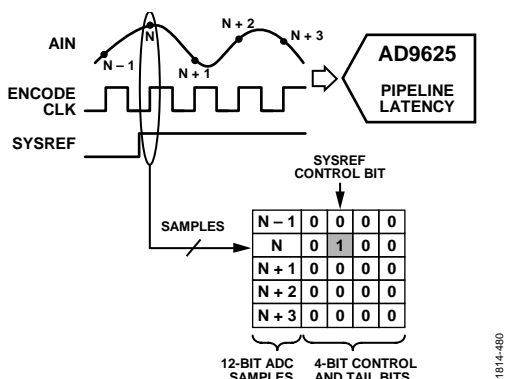 AIN
N – 1
N
N + 1
N + 2
N + 3
AD9625
PIPELINE
LATENCY
ENCODE
CLK
SYSREF
SYSREF
CONTROL BIT
SAMPLES
N – 1 0 0 0 0
N 0 1 0 0
N + 1 0 0 0 0
N + 2 0 0 0 0
N + 3 0 0 0 0
12-BIT ADC
SAMPLES
4-BIT CONTROL
AND TAIL BITS
1814-480